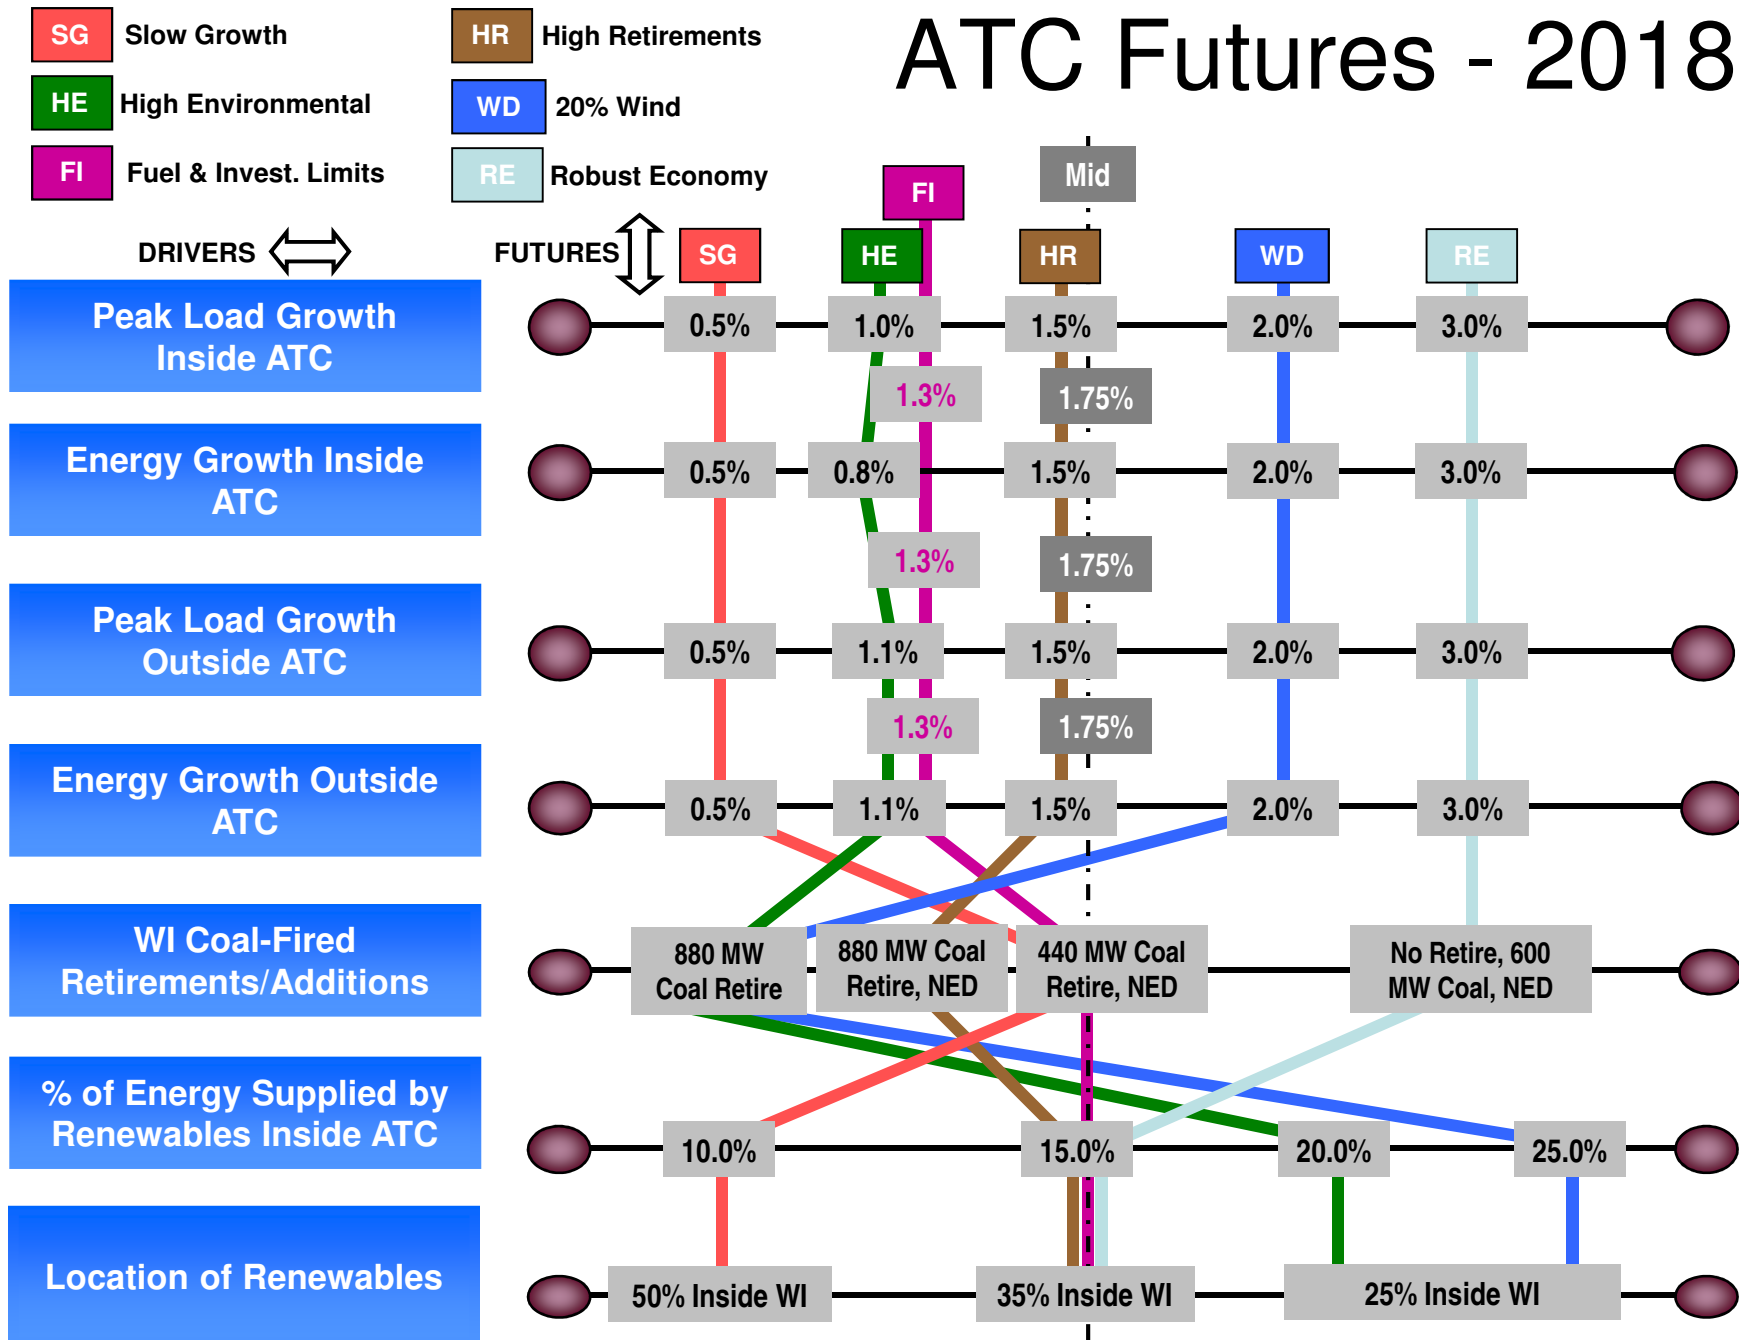 ATC Futures - 2018
SG Slow Growth
HR High Retirements
HE High Environmental
WD 20% Wind
FI Fuel & Invest. Limits
RE Robust Economy
FI
Mid
DRIVERS
FUTURES
SG
HE
HR
WD
RE
Peak Load Growth
Inside ATC
0.5%
1.0%
1.5%
2.0%
3.0%
1.3%
1.75%
Energy Growth Inside
ATC
0.5%
0.8%
1.5%
2.0%
3.0%
1.3%
1.75%
Peak Load Growth
Outside ATC
0.5%
1.1%
1.5%
2.0%
3.0%
1.3%
1.75%
Energy Growth Outside
ATC
0.5%
1.1%
1.5%
2.0%
3.0%
WI Coal-Fired
Retirements/Additions
880 MW
Coal Retire
880 MW Coal
Retire, NED
440 MW Coal
Retire, NED
No Retire, 600
MW Coal, NED
% of Energy Supplied by
Renewables Inside ATC
10.0%
15.0%
20.0%
25.0%
Location of Renewables
50% Inside WI
35% Inside WI
25% Inside WI